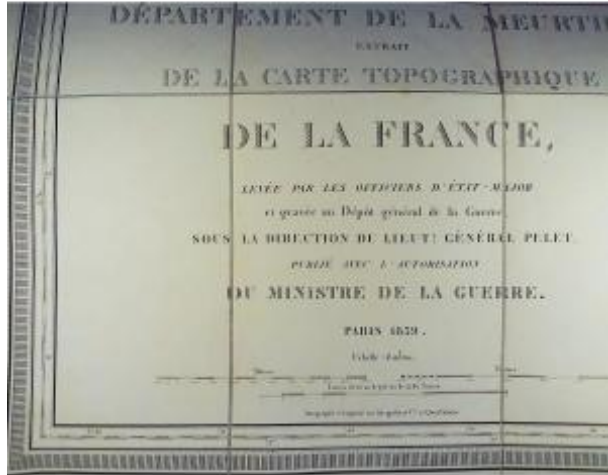 DÉPARTEMENT DE LA MEURTH
EXTRAIT
DE LA CARTE TOPOGRAPHIQUE
DE LA FRANCE,
LEVÉE PAR LES OFFICIERS D'ÉTAT-MAJOR
et gravée au Dépôt général de la Guerre,
SOUS LA DIRECTION DU LIEUT! GÉNÉRAL PELET.
PUBLIÉ AVEC L'AUTORISATION
DU MINISTRE DE LA GUERRE.
PARIS 1839.